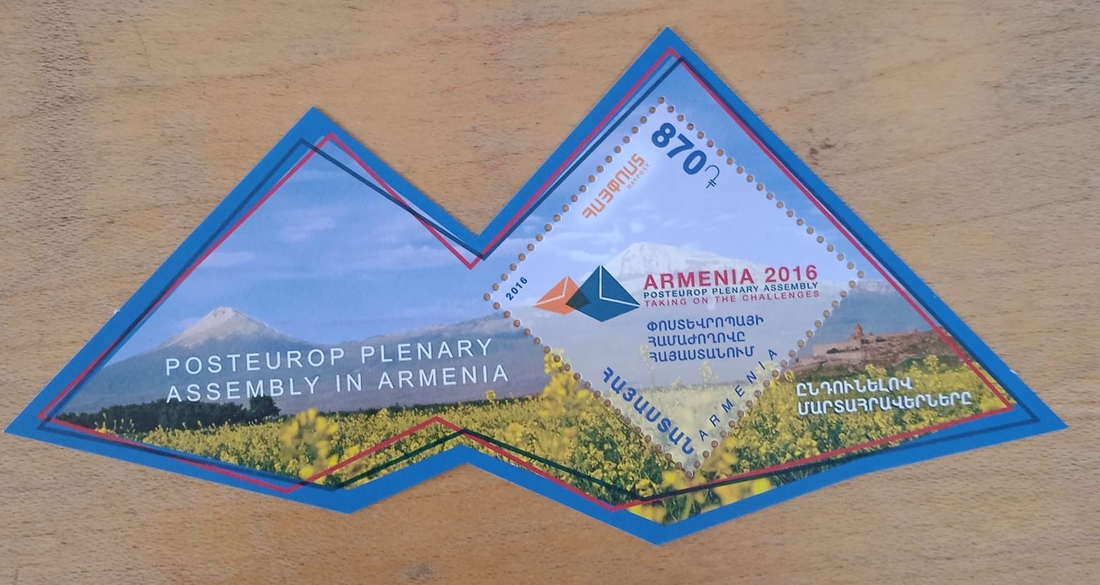 870֏
ՀԱՅՓՈՍՏ
HAYPOST
2016
ARMENIA 2016
POSTEUROP PLENARY ASSEMBLY
TAKING ON THE CHALLENGES
ՓՈՍՏԵՎՐՈՊԱՅԻ
ՀԱՄԱԺՈՂՈՎԸ
ՀԱՅԱՍՏԱՆՈՒՄ
POSTEUROP PLENARY
ASSEMBLY IN ARMENIA
ՀԱՅԱՍՏԱՆ
ARMENIA
ԸՆԴՈՒՆԵԼՈՎ
ՄԱՐՏԱՀՐԱՎԵՐՆԵՐԸ